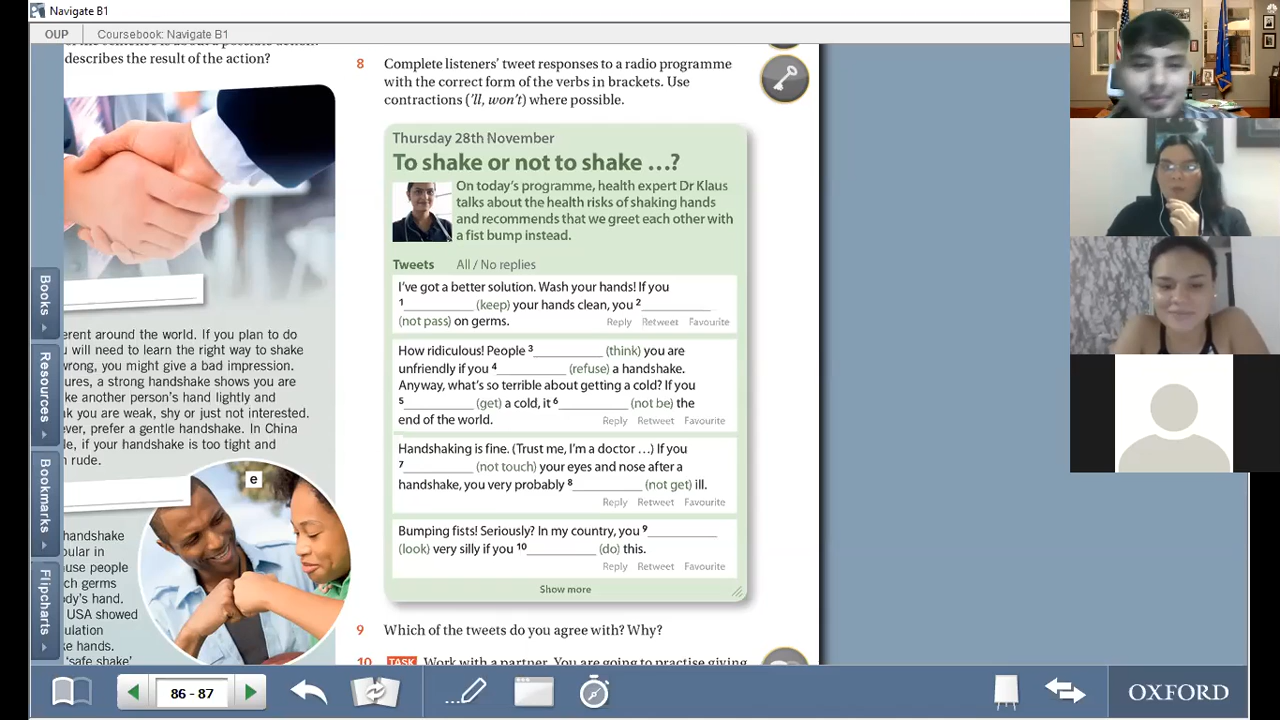 Navigate B1
OUP
Coursebook: Navigate B1
describes the result of the action?
erent around the world. If you plan to do
will need to learn the right way to shake
wrong, you might give a bad impression.
ures, a strong handshake shows you are
ke another person's hand lightly and
nk you are weak, shy or just not interested.
ever, prefer a gentle handshake. In China
le, if your handshake is too tight and
rude.
e
handshake
pular in
use people
ch germs
ody's hand.
USA showed
ulation
ke hands.
'safe shake'
Books
Resources
Bookmarks
Flipcharts
8 Complete listeners' tweet responses to a radio programme
with the correct form of the verbs in brackets. Use
contractions ('ll, won't) where possible.
Thursday 28th November
To shake or not to shake …?
On today's programme, health expert Dr Klaus
talks about the health risks of shaking hands
and recommends that we greet each other with
a fist bump instead.
Tweets All / No replies
I've got a better solution. Wash your hands! If you
1 __________ (keep) your hands clean, you 2 __________
(not pass) on germs.
Reply Retweet Favourite
How ridiculous! People 3 __________ (think) you are
unfriendly if you 4 __________ (refuse) a handshake.
Anyway, what's so terrible about getting a cold? If you
5 __________ (get) a cold, it 6 __________ (not be) the
end of the world.
Reply Retweet Favourite
Handshaking is fine. (Trust me, I'm a doctor …) If you
7 __________ (not touch) your eyes and nose after a
handshake, you very probably 8 __________ (not get) ill.
Reply Retweet Favourite
Bumping fists! Seriously? In my country, you 9 __________
(look) very silly if you 10 __________ (do) this.
Reply Retweet Favourite
Show more
9 Which of the tweets do you agree with? Why?
10 TASK Work with a partner. You are going to practise giving
86 - 87
OXFORD